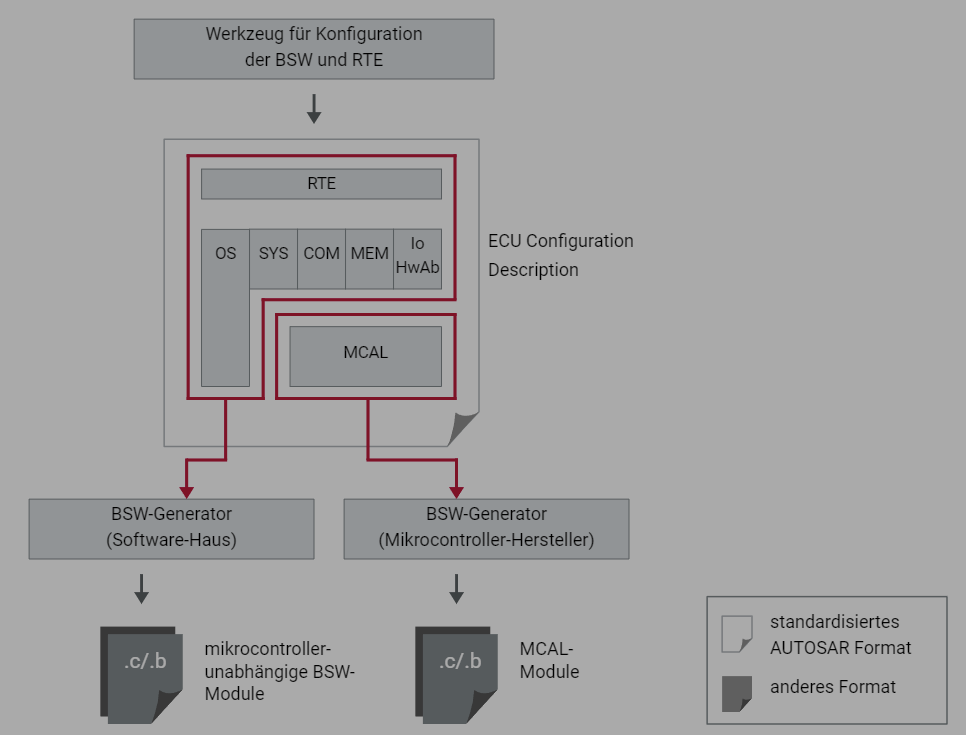 Werkzeug für Konfiguration
der BSW und RTE
RTE
OS
SYS
COM
MEM
Io
HwAb
MCAL
ECU Configuration
Description
BSW-Generator
(Software-Haus)
BSW-Generator
(Mikrocontroller-Hersteller)
.c/.b
mikrocontroller-
unabhängige BSW-
Module
.c/.b
MCAL-
Module
standardisiertes
AUTOSAR Format
anderes Format